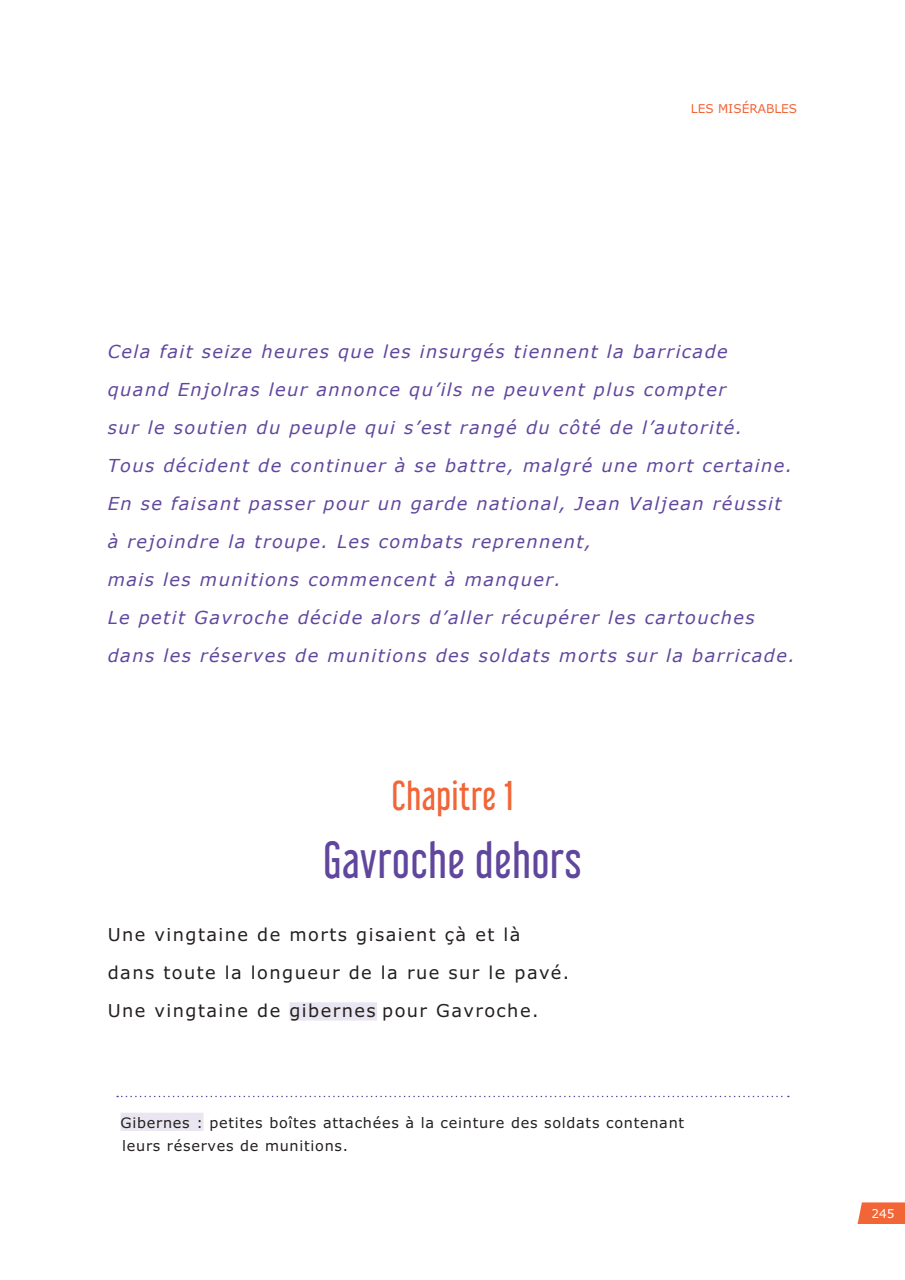 LES MISÉRABLES
Cela fait seize heures que les insurgés tiennent la barricade
quand Enjolras leur annonce qu’ils ne peuvent plus compter
sur le soutien du peuple qui s’est rangé du côté de l’autorité.
Tous décident de continuer à se battre, malgré une mort certaine.
En se faisant passer pour un garde national, Jean Valjean réussit
à rejoindre la troupe. Les combats reprennent,
mais les munitions commencent à manquer.
Le petit Gavroche décide alors d’aller récupérer les cartouches
dans les réserves de munitions des soldats morts sur la barricade.
Chapitre 1
Gavroche dehors
Une vingtaine de morts gisaient çà et là
dans toute la longueur de la rue sur le pavé.
Une vingtaine de gibernes pour Gavroche.
Gibernes : petites boîtes attachées à la ceinture des soldats contenant
leurs réserves de munitions.
245